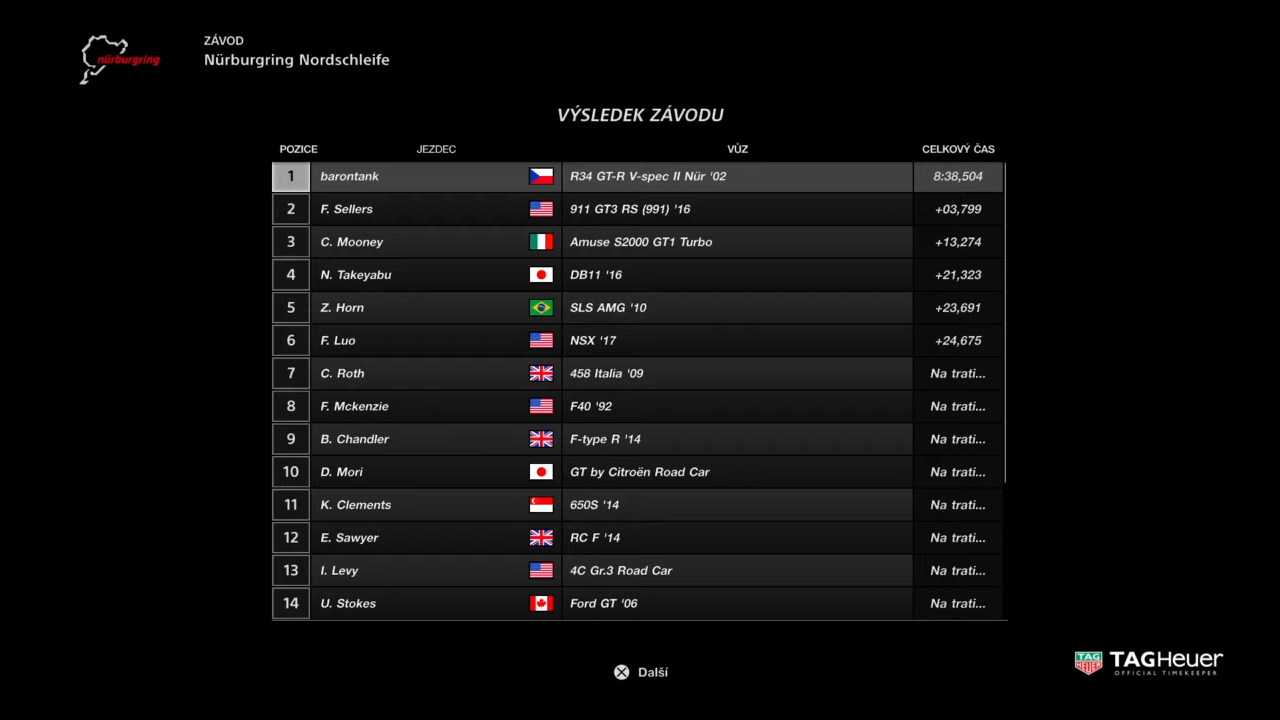 ZÁVOD
nürburgring
Nürburgring Nordschleife
VÝSLEDEK ZÁVODU
POZICE JEZDEC VŮZ CELKOVÝ ČAS
1 barontank R34 GT-R V-spec II Nür '02 8:38,504
2 F. Sellers 911 GT3 RS (991) '16 +03,799
3 C. Mooney Amuse S2000 GT1 Turbo +13,274
4 N. Takeyabu DB11 '16 +21,323
5 Z. Horn SLS AMG '10 +23,691
6 F. Luo NSX '17 +24,675
7 C. Roth 458 Italia '09 Na trati...
8 F. Mckenzie F40 '92 Na trati...
9 B. Chandler F-type R '14 Na trati...
10 D. Mori GT by Citroën Road Car Na trati...
11 K. Clements 650S '14 Na trati...
12 E. Sawyer RC F '14 Na trati...
13 I. Levy 4C Gr.3 Road Car Na trati...
14 U. Stokes Ford GT '06 Na trati...
Další
TAG HEUER
TAGHeuer
OFFICIAL TIMEKEEPER